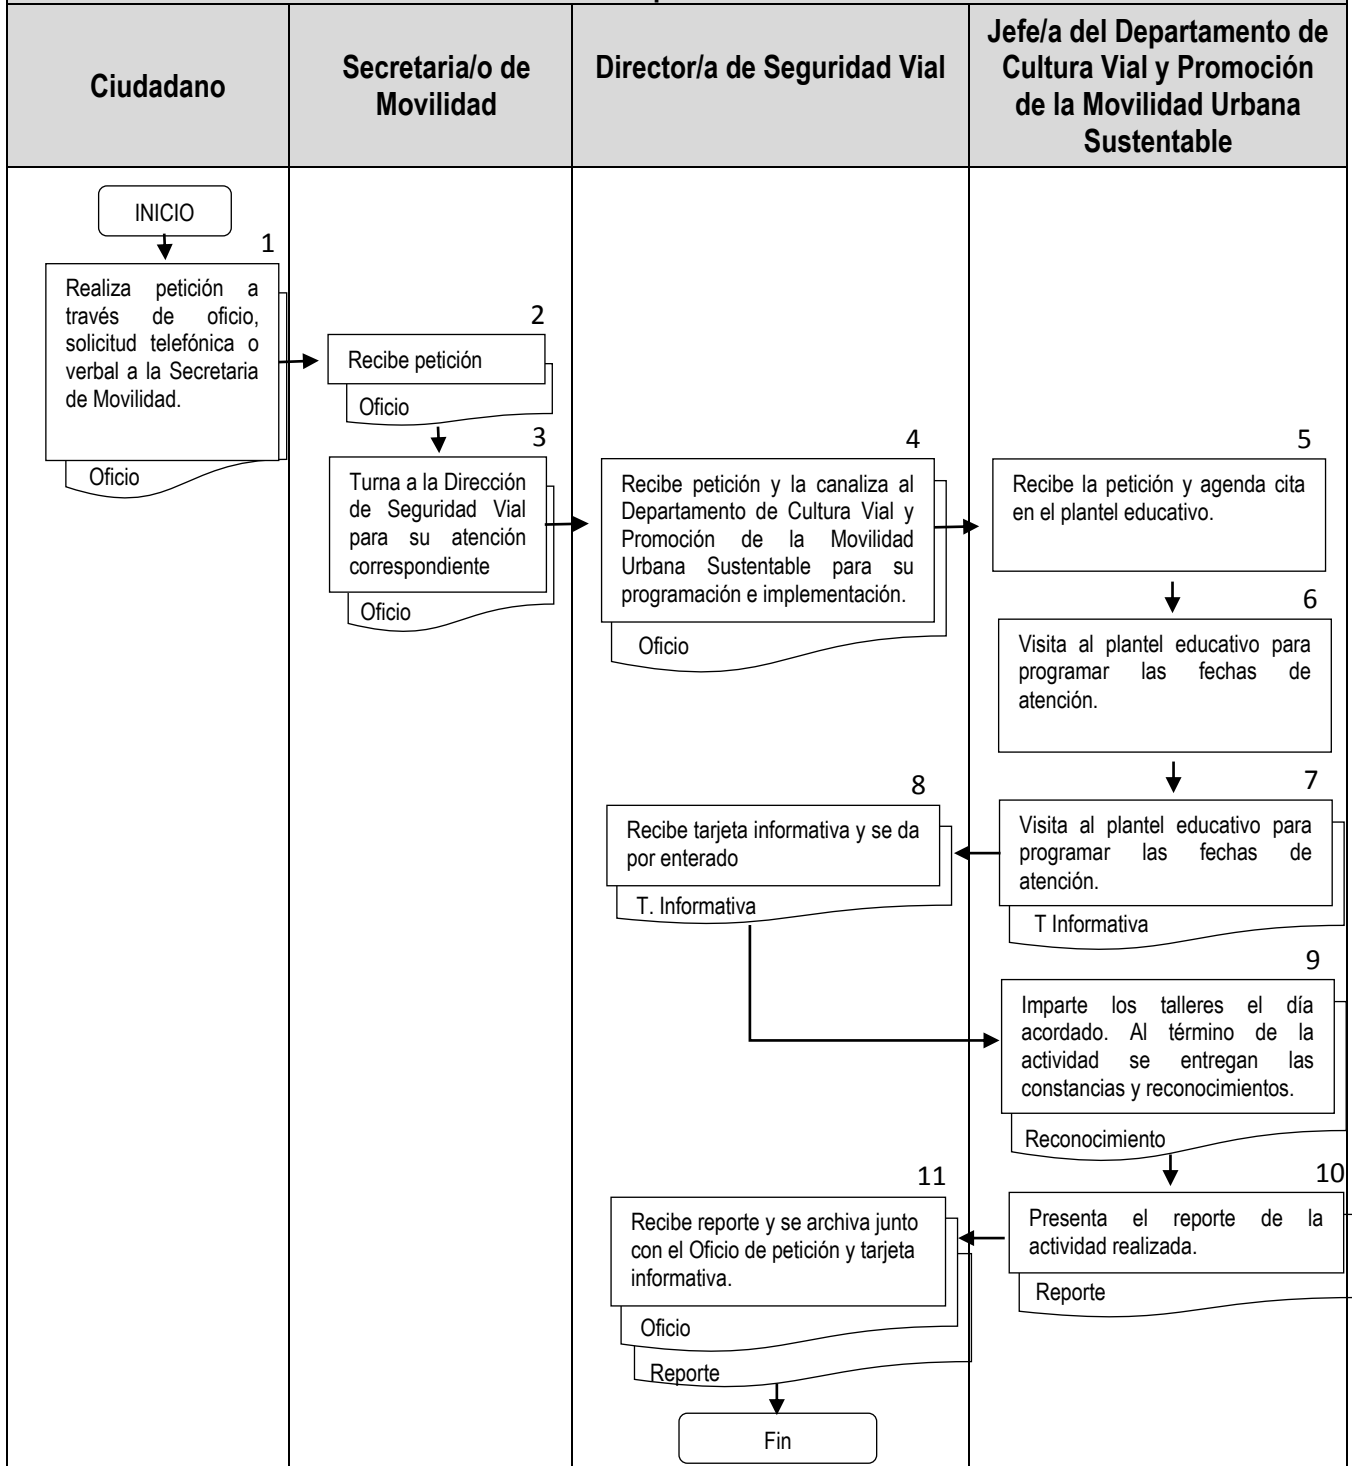 Ciudadano
Secretaria/o de
Movilidad
Director/a de Seguridad Vial
Jefe/a del Departamento de
Cultura Vial y Promoción
de la Movilidad Urbana
Sustentable
INICIO
1
Realiza petición a
través de oficio,
solicitud telefónica o
verbal a la Secretaria
de Movilidad.
Oficio
2
Recibe petición
Oficio
3
Turna a la Dirección
de Seguridad Vial
para su atención
correspondiente
Oficio
4
Recibe petición y la canaliza al
Departamento de Cultura Vial y
Promoción de la Movilidad
Urbana Sustentable para su
programación e implementación.
Oficio
5
Recibe la petición y agenda cita
en el plantel educativo.
6
Visita al plantel educativo para
programar las fechas de
atención.
7
Visita al plantel educativo para
programar las fechas de
atención.
T Informativa
8
Recibe tarjeta informativa y se da
por enterado
T. Informativa
9
Imparte los talleres el día
acordado. Al término de la
actividad se entregan las
constancias y reconocimientos.
Reconocimiento
10
Presenta el reporte de la
actividad realizada.
Reporte
11
Recibe reporte y se archiva junto
con el Oficio de petición y tarjeta
informativa.
Oficio
Reporte
Fin